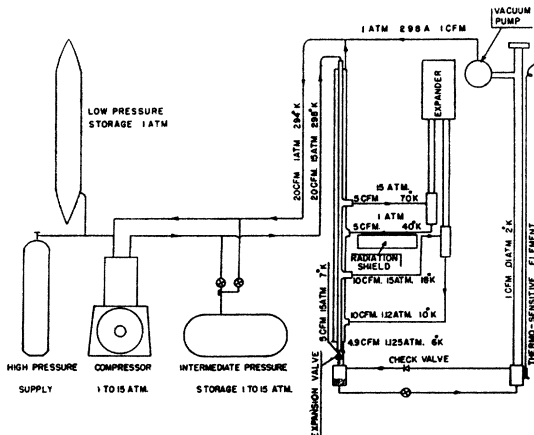 VACUUM
PUMP
1 ATM 298 A 1 CFM
EXPANDER
LOW PRESSURE
STORAGE 1 ATM
20 CFM 1 ATM 294°K
20 CFM. 15 ATM 298°K
15 ATM.
5 CFM 70°K
1 ATM
5 CFM. 40°K
RADIATION
SHIELD
10 CFM. 15 ATM. 18°K
10 CFM. 1.12 ATM. 10°K
4.9 CFM 1.125 ATM. 6°K
5 CFM 15 ATM 7°K
1 CFM .01 ATM 2°K
THERMO-SENSITIVE ELEMENT
EXPANSION VALVE
CHECK VALVE
HIGH PRESSURE
SUPPLY
COMPRESSOR
1 TO 15 ATM.
INTERMEDIATE PRESSURE
STORAGE 1 TO 15 ATM.